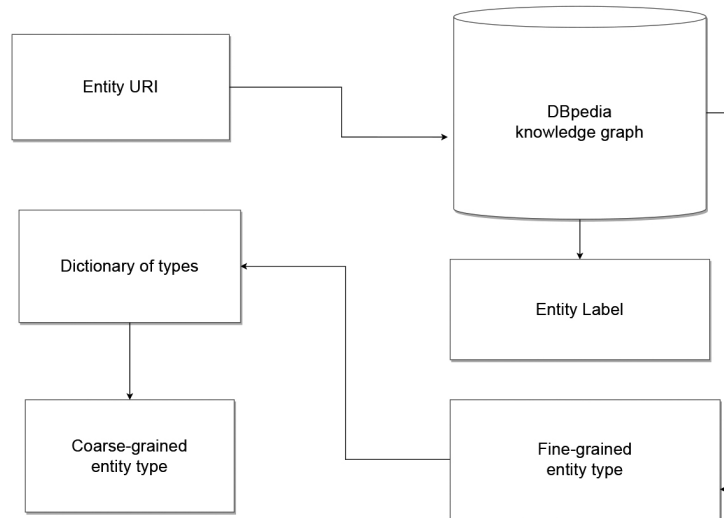 Entity URI
DBpedia
knowledge graph
Dictionary of types
Entity Label
Coarse-grained
entity type
Fine-grained
entity type